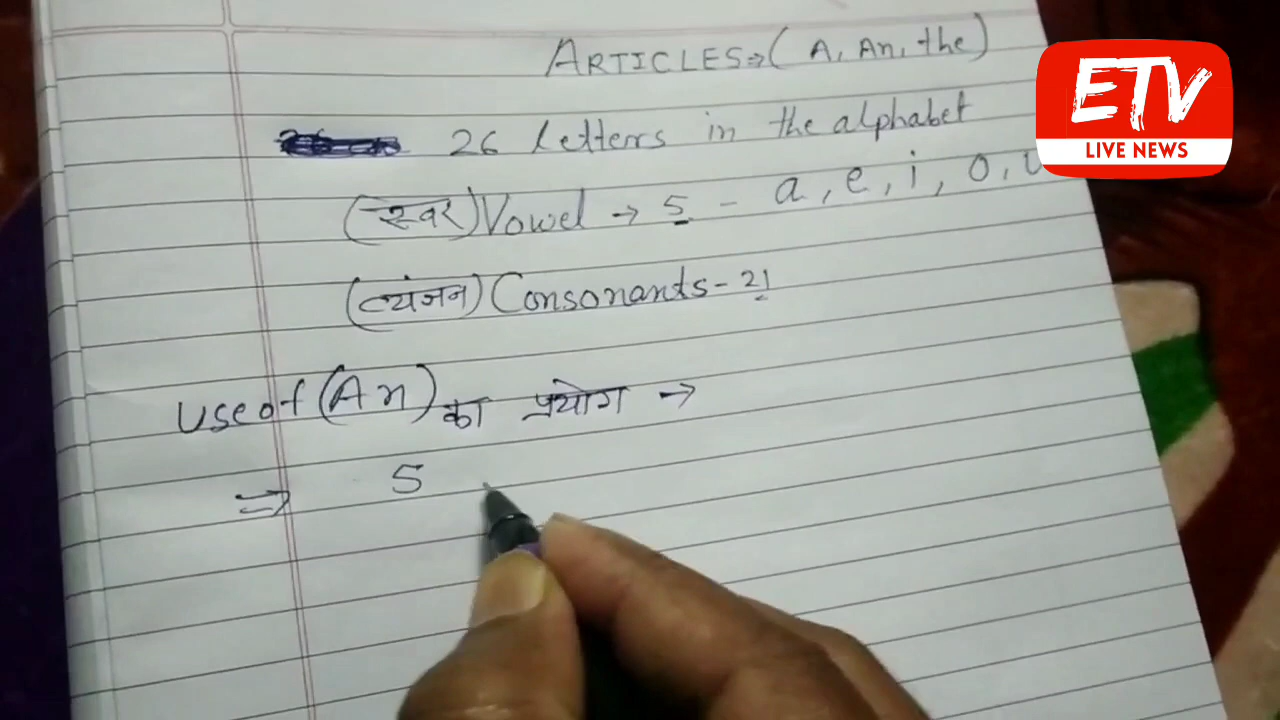 ARTICLES ⇒ (A, An, the)
26 letters in the alphabet
(स्वर) Vowel → 5 - a, e, i, o, u
(व्यंजन) Consonants - 21
Use of (An) का प्रयोग →
⇒ 5
ETV
LIVE NEWS